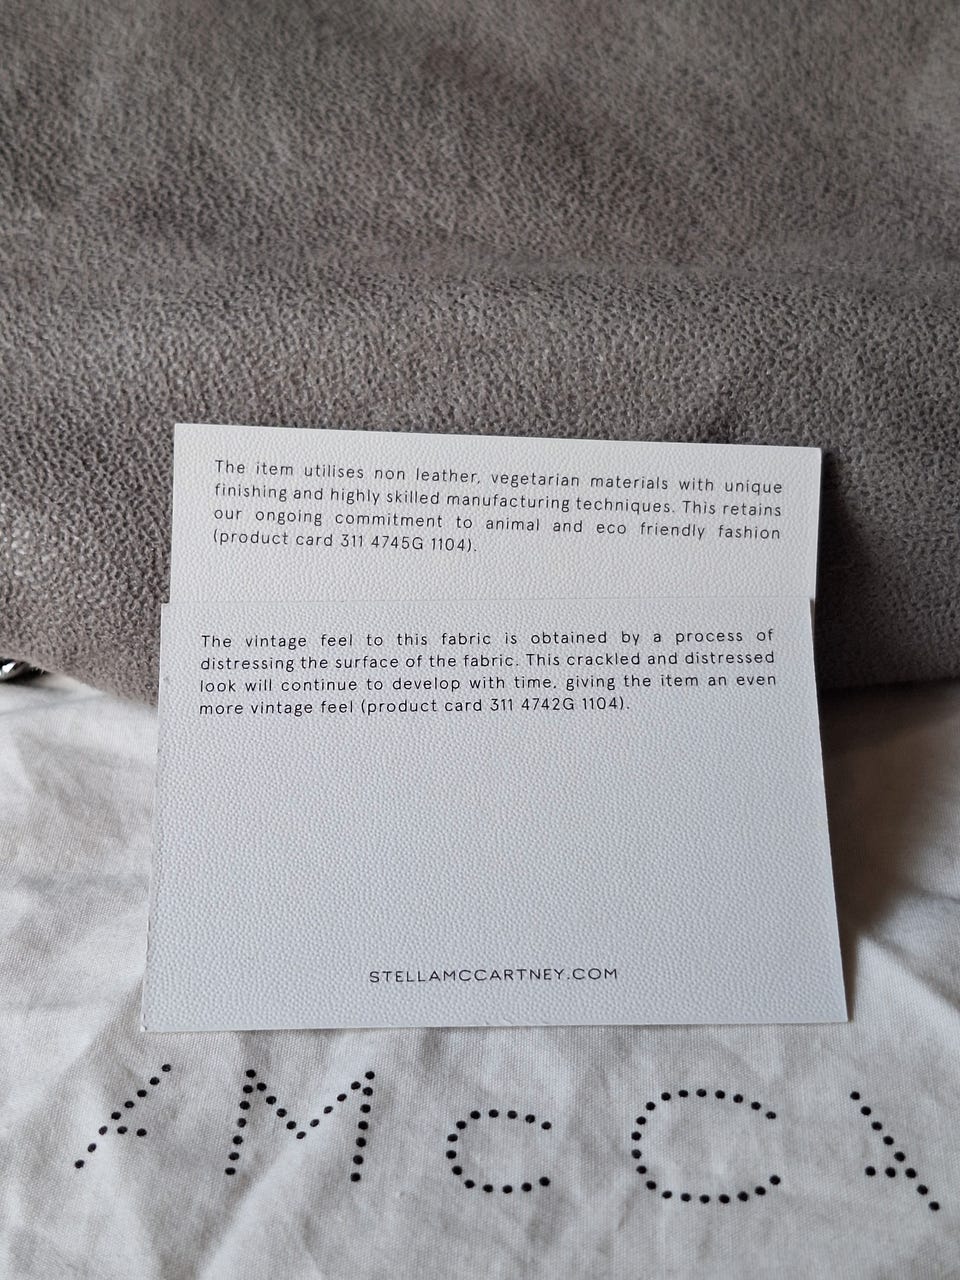 The item utilises non leather, vegetarian materials with unique
finishing and highly skilled manufacturing techniques. This retains
our ongoing commitment to animal and eco friendly fashion
(product card 311 4745G 1104).
The vintage feel to this fabric is obtained by a process of
distressing the surface of the fabric. This crackled and distressed
look will continue to develop with time, giving the item an even
more vintage feel (product card 311 4742G 1104).
STELLAMCCARTNEY.COM
AMCCA